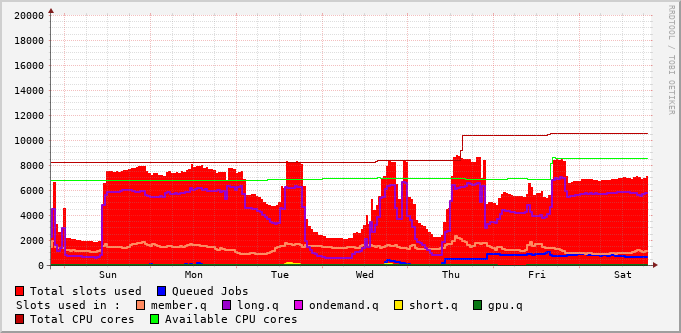 20000
18000
16000
14000
12000
10000
8000
6000
4000
2000
0
Sun Mon Tue Wed Thu Fri Sat
RRDTOOL / TOBI OETIKER
Total slots used Queued Jobs
Slots used in : member.q long.q ondemand.q short.q gpu.q
Total CPU cores Available CPU cores